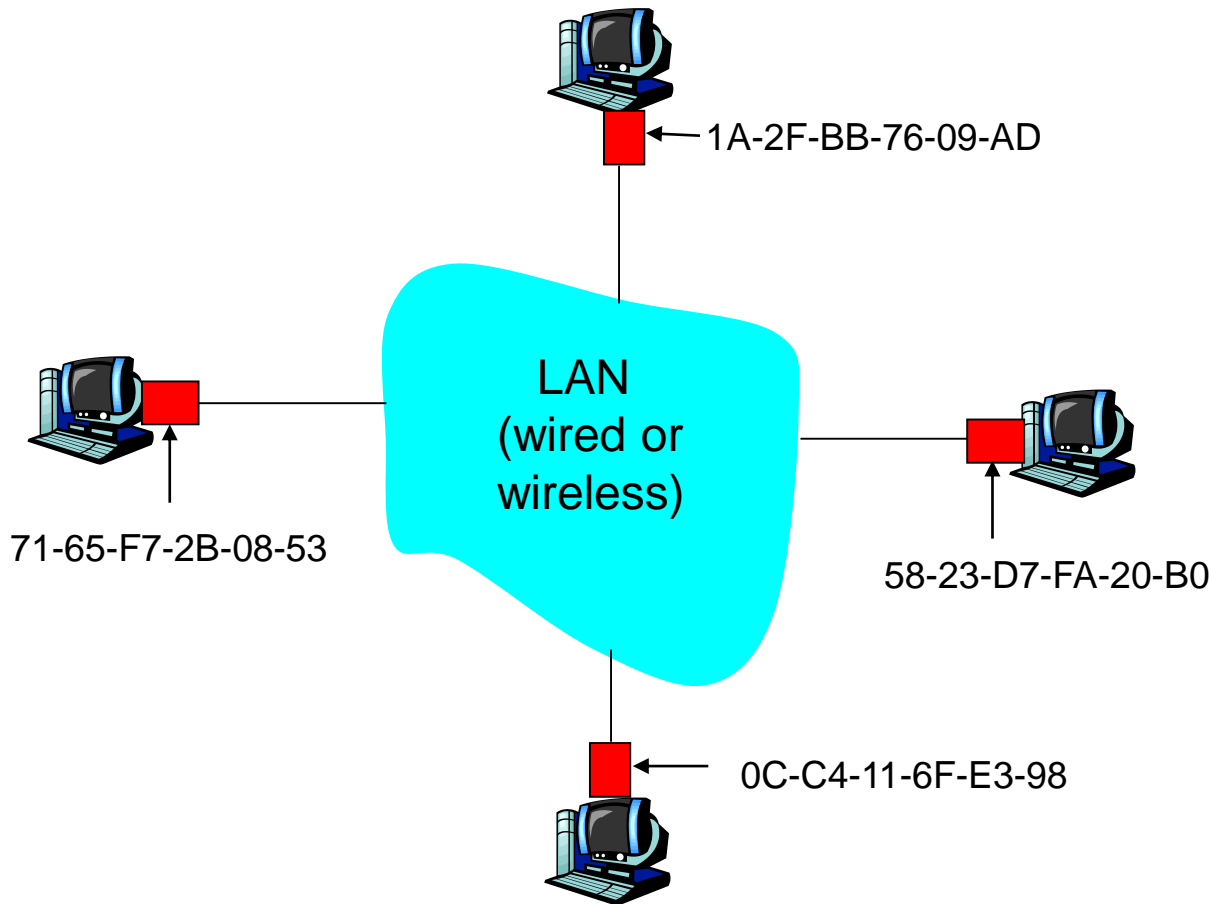 1A-2F-BB-76-09-AD
LAN
(wired or
wireless)
71-65-F7-2B-08-53
58-23-D7-FA-20-B0
0C-C4-11-6F-E3-98